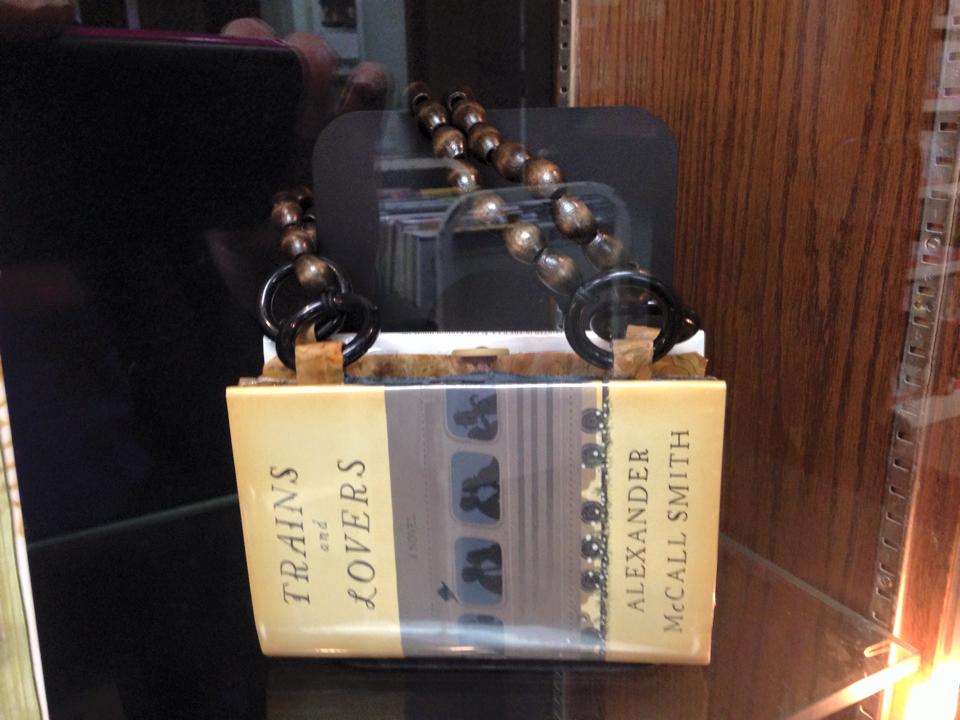 TRAINS
and
LOVERS
A NOVEL
ALEXANDER
McCALL SMITH